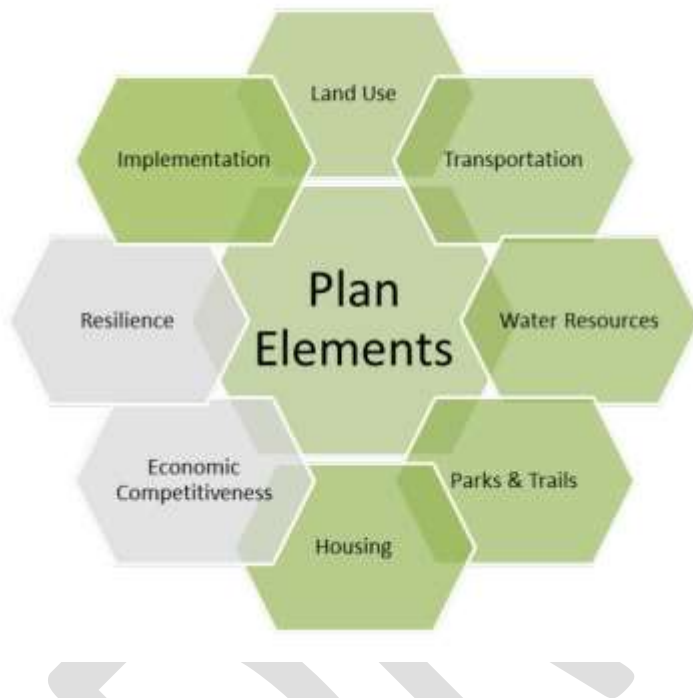 Land Use
Implementation
Transportation
Plan
Elements
Resilience
Water Resources
Economic
Competitiveness
Parks & Trails
Housing